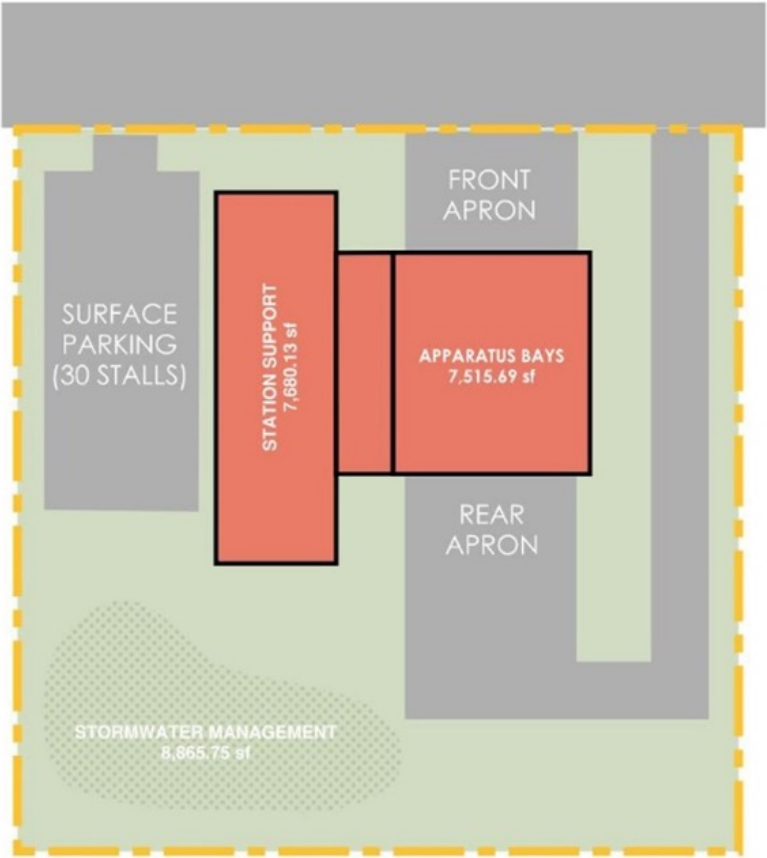 FRONT
APRON
SURFACE
PARKING
(30 STALLS)
STATION SUPPORT
7,680.13 sf
APPARATUS BAYS
7,515.69 sf
REAR
APRON
STORMWATER MANAGEMENT
8,865.75 sf